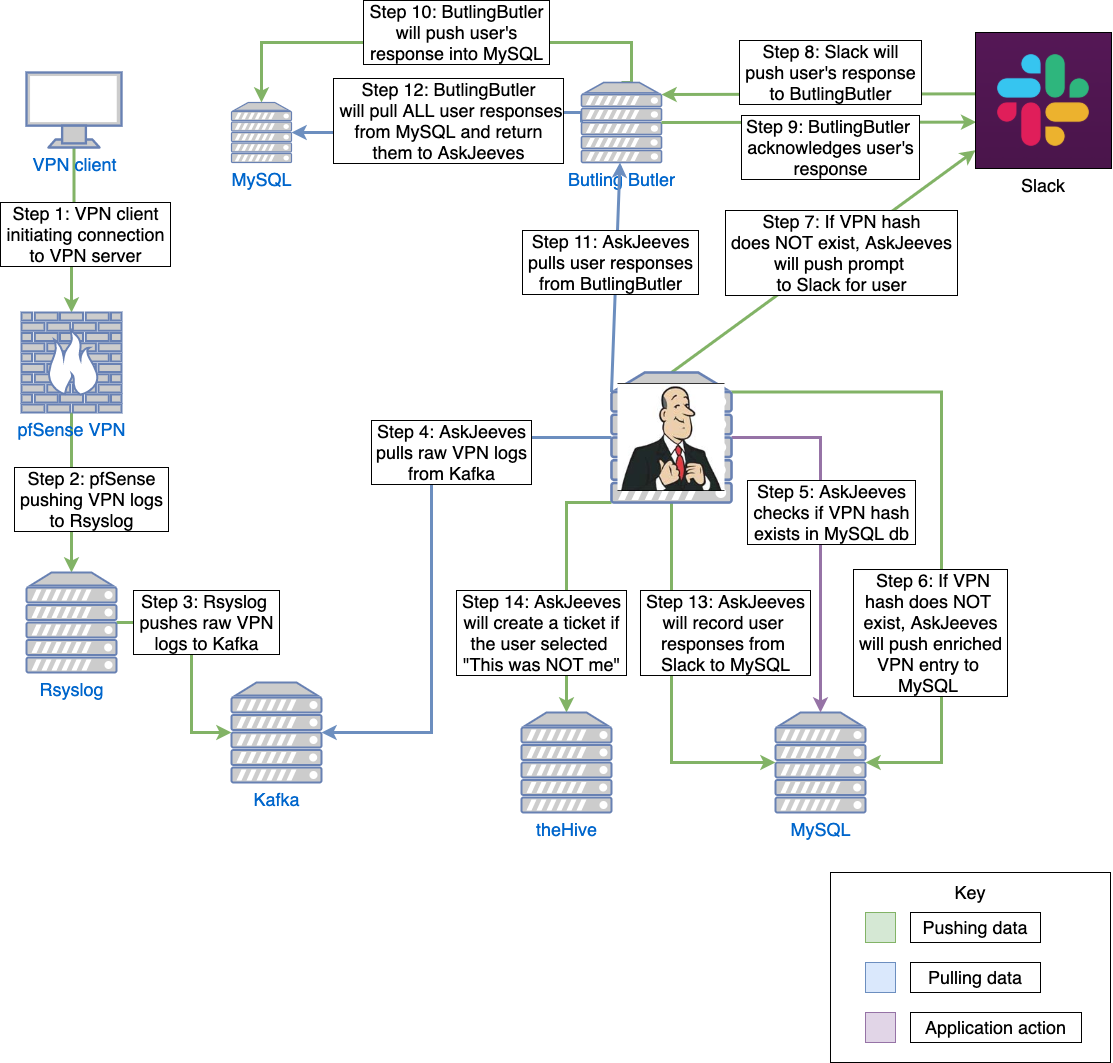 Step 10: ButlingButler
will push user's
response into MySQL
Step 8: Slack will
push user's response
to ButlingButler
Step 12: ButlingButler
will pull ALL user responses
from MySQL and return
them to AskJeeves
Step 9: ButlingButler
acknowledges user's
response
VPN client
MySQL
Butling Butler
Slack
Step 1: VPN client
initiating connection
to VPN server
Step 11: AskJeeves
pulls user responses
from ButlingButler
Step 7: If VPN hash
does NOT exist, AskJeeves
will push prompt
to Slack for user
pfSense VPN
Step 4: AskJeeves
pulls raw VPN logs
from Kafka
Step 2: pfSense
pushing VPN logs
to Rsyslog
Step 5: AskJeeves
checks if VPN hash
exists in MySQL db
Step 3: Rsyslog
pushes raw VPN
logs to Kafka
Step 14: AskJeeves
will create a ticket if
the user selected
"This was NOT me"
Step 13: AskJeeves
will record user
responses from
Slack to MySQL
Step 6: If VPN
hash does NOT
exist, AskJeeves
will push enriched
VPN entry to
MySQL
Rsyslog
Kafka
theHive
MySQL
Key
Pushing data
Pulling data
Application action